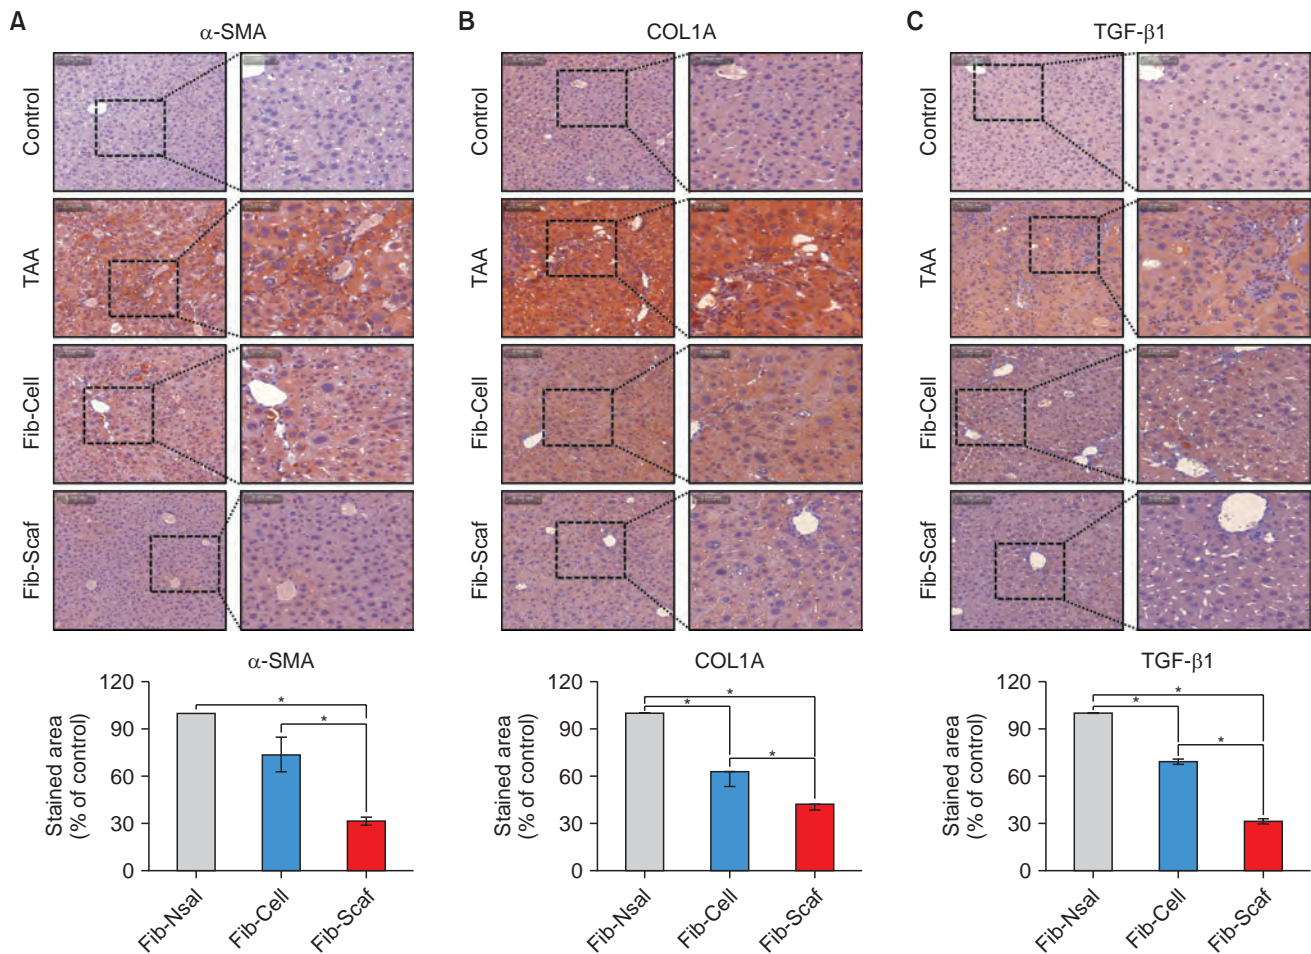 A
α-SMA
Control
TAA
Fib-Cell
Fib-Scaf
α-SMA
Stained area
(% of control)
120
90
60
30
0
*
*
Fib-Nsal
Fib-Cell
Fib-Scaf
B
COL1A
Control
TAA
Fib-Cell
Fib-Scaf
COL1A
Stained area
(% of control)
120
90
60
30
0
*
*
*
Fib-Nsal
Fib-Cell
Fib-Scaf
C
TGF-β1
Control
TAA
Fib-Cell
Fib-Scaf
TGF-β1
Stained area
(% of control)
120
90
60
30
0
*
*
*
Fib-Nsal
Fib-Cell
Fib-Scaf